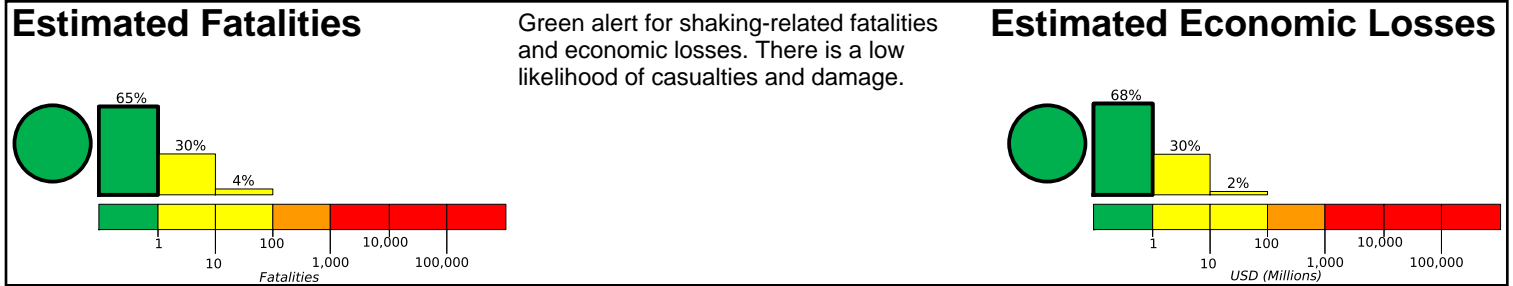 Estimated Fatalities
Green alert for shaking-related fatalities
and economic losses. There is a low
likelihood of casualties and damage.
Estimated Economic Losses
65%
30%
4%
1
100
10,000
10
1,000
100,000
Fatalities
68%
30%
2%
1
100
10,000
10
1,000
100,000
USD (Millions)